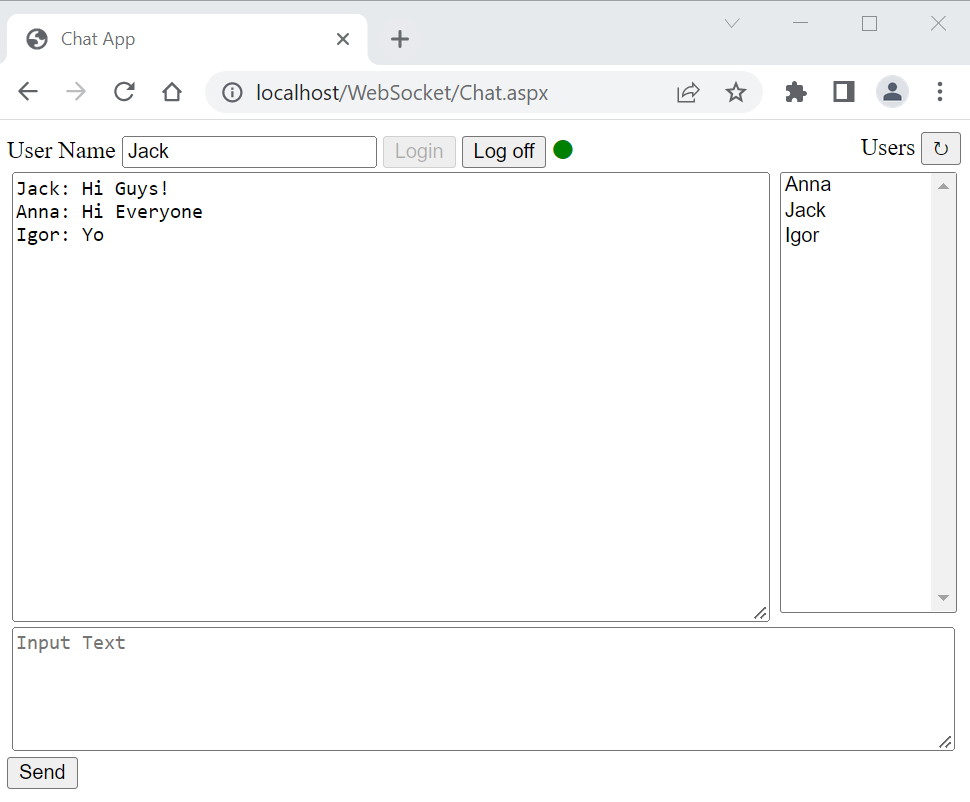 Chat App
localhost/WebSocket/Chat.aspx
User Name Jack Login Log off Users ↻
Jack: Hi Guys!
Anna: Hi Everyone
Igor: Yo
Anna
Jack
Igor
Input Text
Send